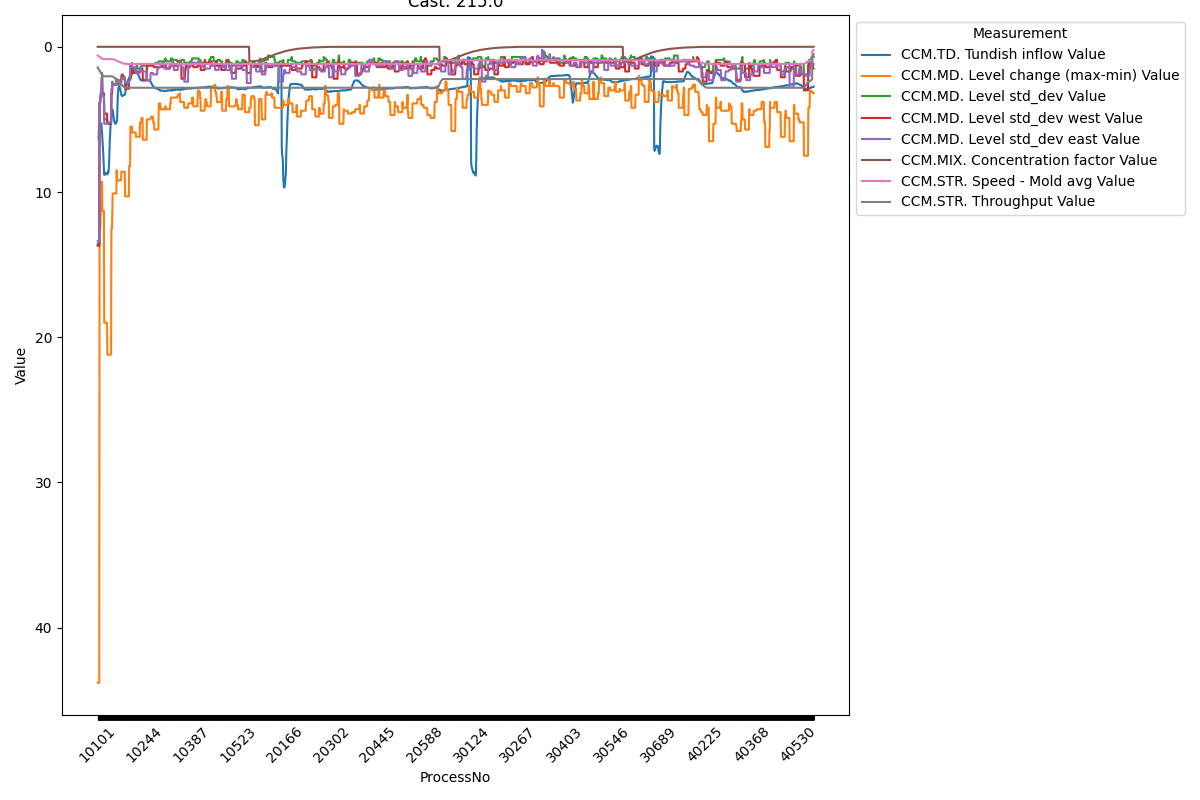 Cast: 215.0
Measurement
CCM.TD. Tundish inflow Value
CCM.MD. Level change (max-min) Value
CCM.MD. Level std_dev Value
CCM.MD. Level std_dev west Value
CCM.MD. Level std_dev east Value
CCM.MIX. Concentration factor Value
CCM.STR. Speed - Mold avg Value
CCM.STR. Throughput Value
Value
0
10
20
30
40
10101
10244
10387
10523
20166
20302
20445
20588
30124
30267
30403
30546
30689
40225
40368
40530
ProcessNo